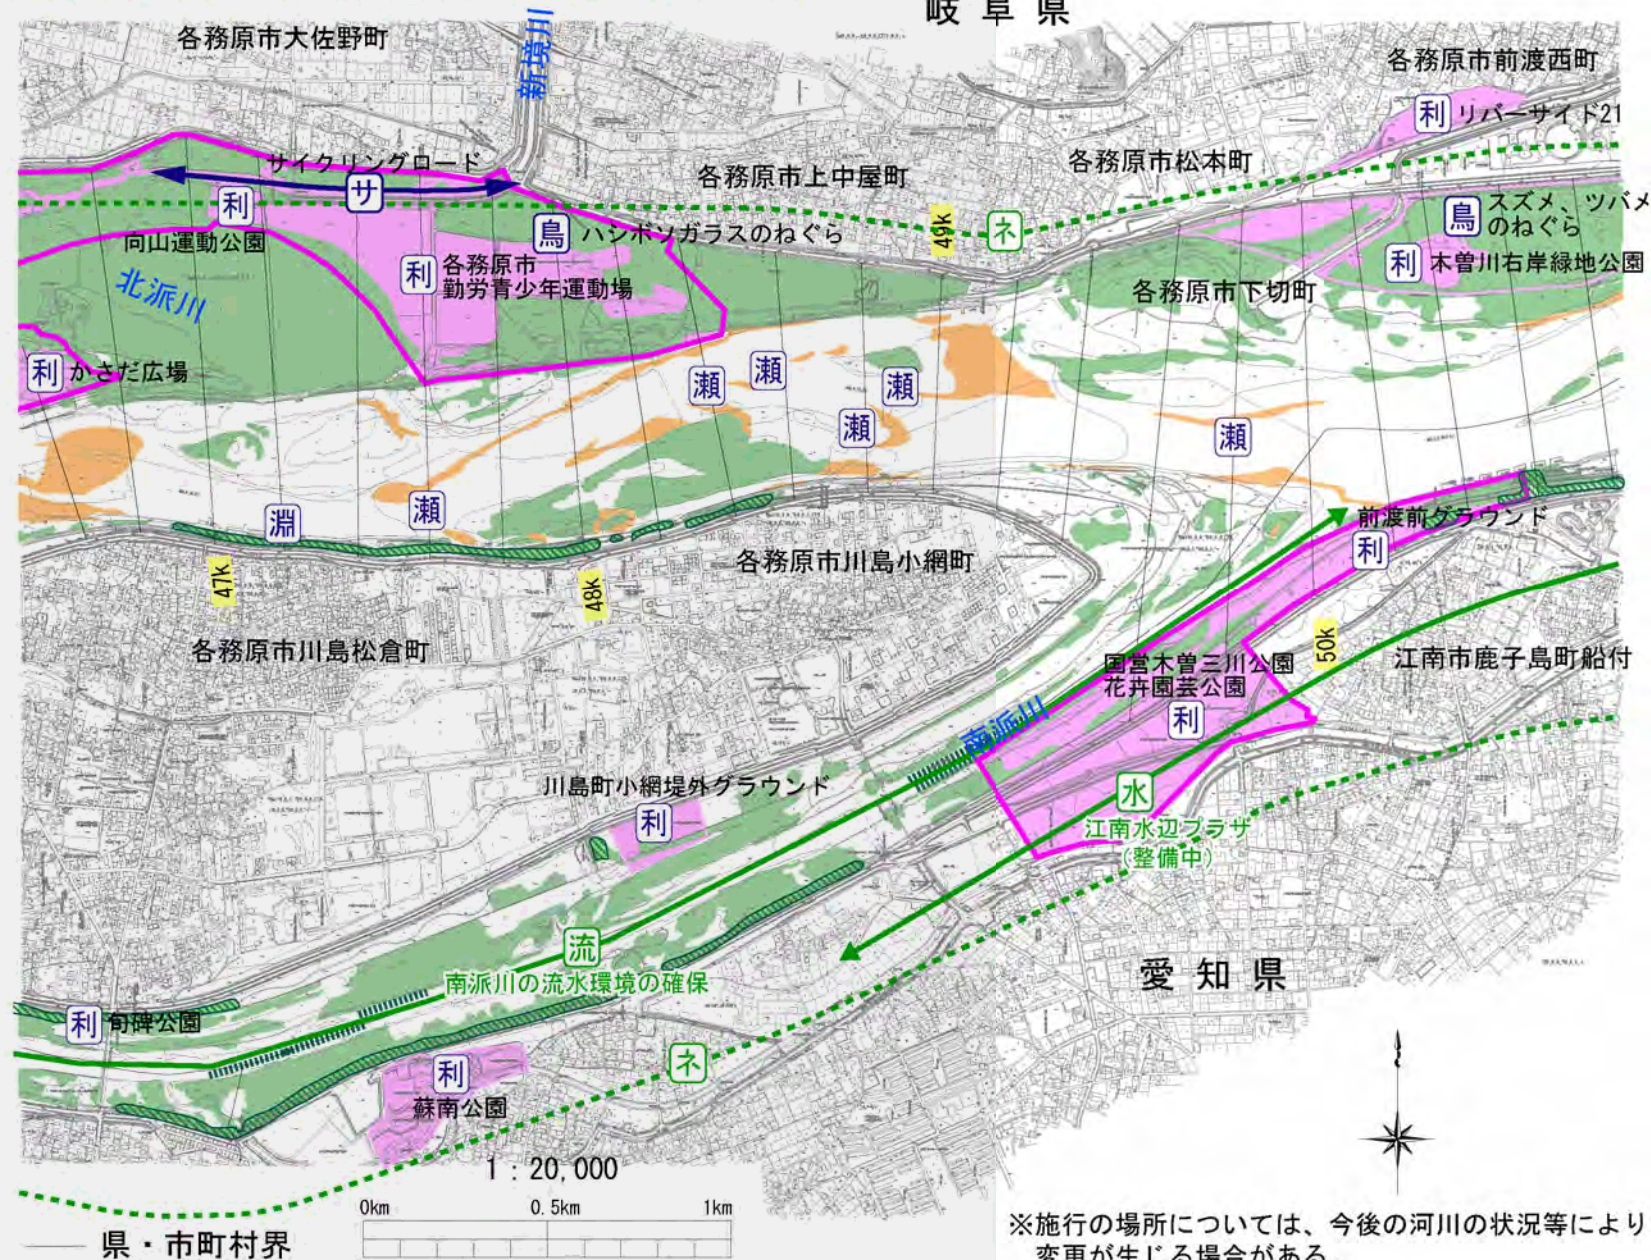 岐阜県
各務原市大佐野町
新境川
各務原市前渡西町
利 リバーサイド21
サイクリングロード
サ
各務原市上中屋町
各務原市松本町
利
向山運動公園
鳥 ハシボソガラスのねぐら
49k
ネ
鳥 スズメ、ツバメ
のねぐら
利 各務原市
勤労青少年運動場
利 木曽川右岸緑地公園
北派川
各務原市下切町
利 かさだ広場
瀬
瀬
瀬
瀬
瀬
瀬
淵
前渡前グラウンド
利
47k
48k
各務原市川島小網町
各務原市川島松倉町
50k
国営木曽三川公園
花卉園芸公園
利
江南市鹿子島町船付
南派川
川島町小網堤外グラウンド
利
水
江南水辺プラザ
(整備中)
流
南派川の流水環境の確保
愛知県
利 旬碑公園
ネ
利
蘇南公園
1:20,000
0km 0.5km 1km
県・市町村界
※施行の場所については、今後の河川の状況等により
変更が生じる場合がある。